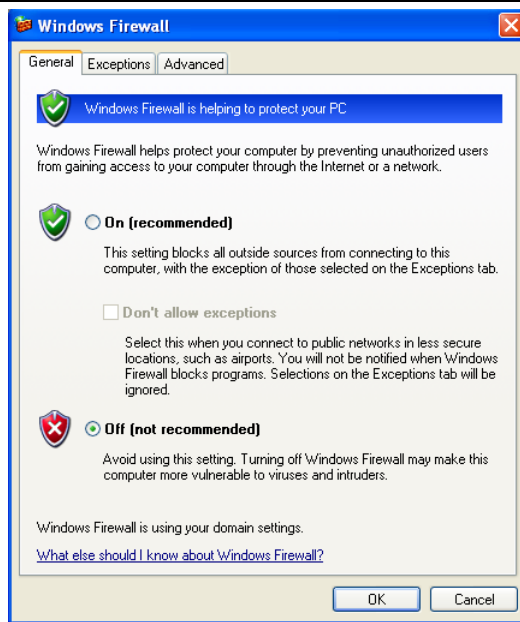 Windows Firewall
General Exceptions Advanced
Windows Firewall is helping to protect your PC
Windows Firewall helps protect your computer by preventing unauthorized users
from gaining access to your computer through the Internet or a network.
On (recommended)
This setting blocks all outside sources from connecting to this
computer, with the exception of those selected on the Exceptions tab.
Don't allow exceptions
Select this when you connect to public networks in less secure
locations, such as airports. You will not be notified when Windows
Firewall blocks programs. Selections on the Exceptions tab will be
ignored.
Off (not recommended)
Avoid using this setting. Turning off Windows Firewall may make this
computer more vulnerable to viruses and intruders.
Windows Firewall is using your domain settings.
What else should I know about Windows Firewall?
OK Cancel